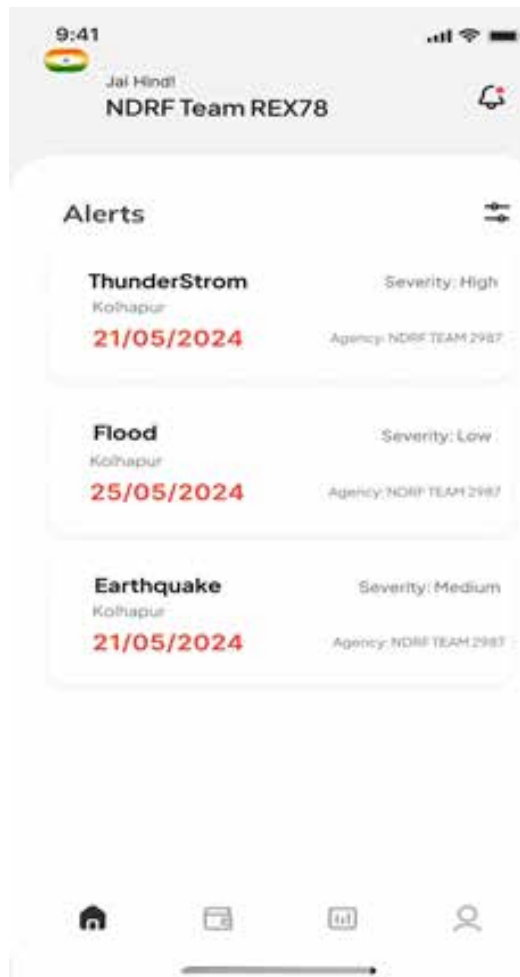 9:41
Jai Hind!
NDRF Team REX78
Alerts
ThunderStrom
Severity: High
Kolhapur
21/05/2024
Agency: NDRF TEAM 2987
Flood
Severity: Low
Kolhapur
25/05/2024
Agency: NDRF TEAM 2987
Earthquake
Severity: Medium
Kolhapur
21/05/2024
Agency: NDRF TEAM 2987